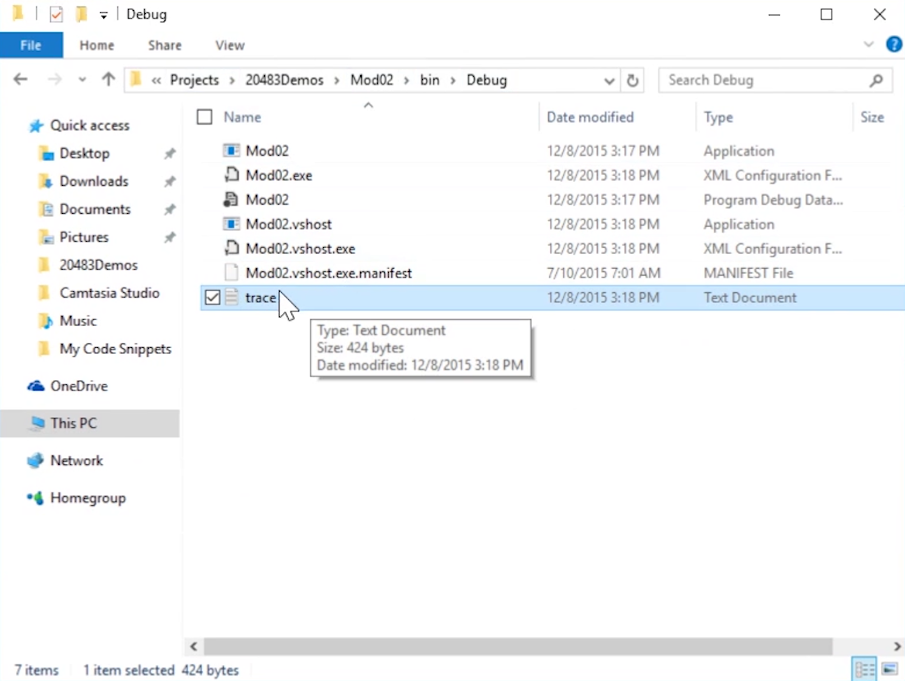 Debug
File Home Share View
« Projects > 20483Demos > Mod02 > bin > Debug
Search Debug
Quick access
Desktop
Downloads
Documents
Pictures
20483Demos
Camtasia Studio
Music
My Code Snippets
OneDrive
This PC
Network
Homegroup
Name Date modified Type Size
Mod02 12/8/2015 3:17 PM Application
Mod02.exe 12/8/2015 3:18 PM XML Configuration F...
Mod02 12/8/2015 3:17 PM Program Debug Data...
Mod02.vshost 12/8/2015 3:18 PM Application
Mod02.vshost.exe 12/8/2015 3:18 PM XML Configuration F...
Mod02.vshost.exe.manifest 7/10/2015 7:01 AM MANIFEST File
trace 12/8/2015 3:18 PM Text Document
Type: Text Document
Size: 424 bytes
Date modified: 12/8/2015 3:18 PM
7 items 1 item selected 424 bytes